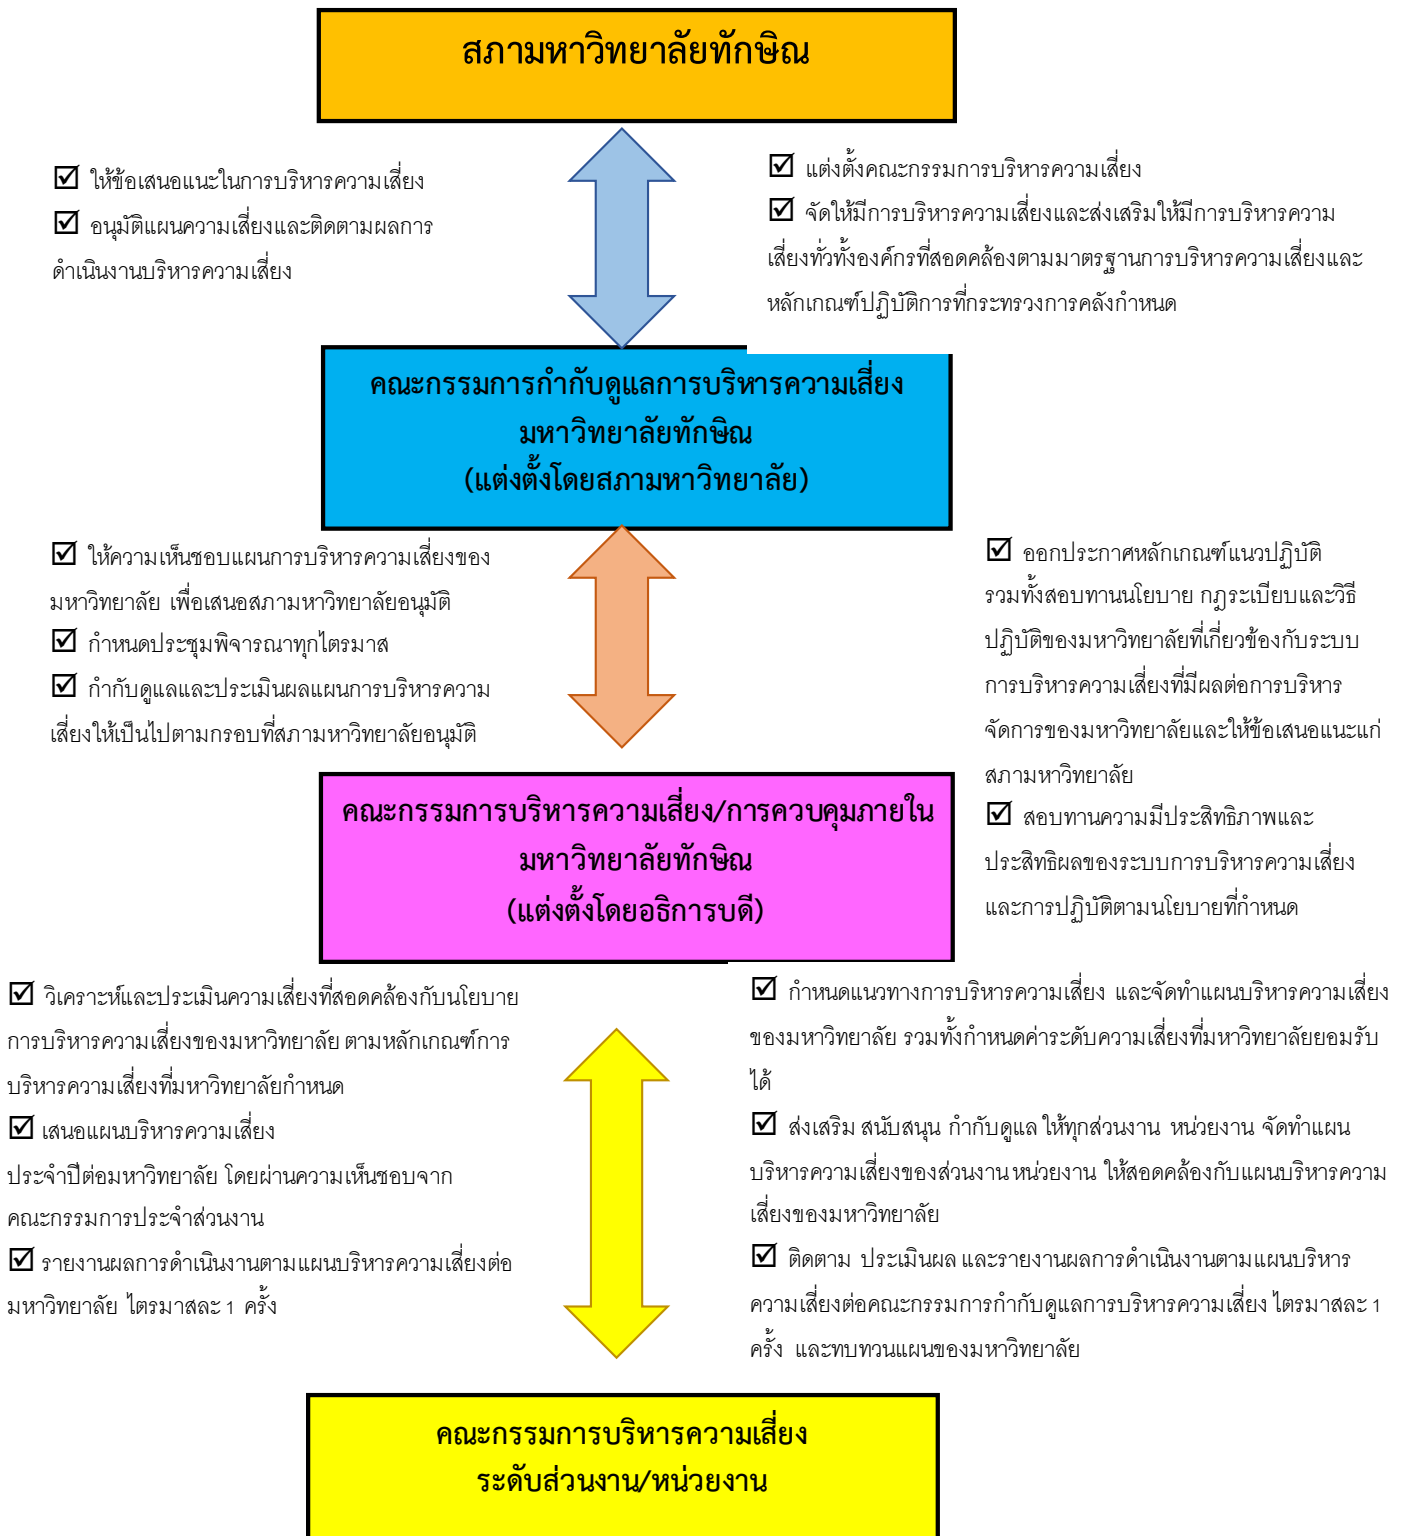 สภามหาวิทยาลัยทักษิณ
☑ ให้ข้อเสนอแนะในการบริหารความเสี่ยง
☑ อนุมัติแผนความเสี่ยงและติดตามผลการ
ดำเนินงานบริหารความเสี่ยง
☑ แต่งตั้งคณะกรรมการบริหารความเสี่ยง
☑ จัดให้มีการบริหารความเสี่ยงและส่งเสริมให้มีการบริหารความ
เสี่ยงทั่วทั้งองค์กรที่สอดคล้องตามมาตรฐานการบริหารความเสี่ยงและ
หลักเกณฑ์ปฏิบัติการที่กระทรวงการคลังกำหนด
คณะกรรมการกำกับดูแลการบริหารความเสี่ยง
มหาวิทยาลัยทักษิณ
(แต่งตั้งโดยสภามหาวิทยาลัย)
☑ ให้ความเห็นชอบแผนการบริหารความเสี่ยงของ
มหาวิทยาลัย เพื่อเสนอสภามหาวิทยาลัยอนุมัติ
☑ กำหนดประชุมพิจารณาทุกไตรมาส
☑ กำกับดูแลและประเมินผลแผนการบริหารความ
เสี่ยงให้เป็นไปตามกรอบที่สภามหาวิทยาลัยอนุมัติ
☑ ออกประกาศหลักเกณฑ์แนวปฏิบัติ
รวมทั้งสอบทานนโยบาย กฎระเบียบและวิธี
ปฏิบัติของมหาวิทยาลัยที่เกี่ยวข้องกับระบบ
การบริหารความเสี่ยงที่มีผลต่อการบริหาร
จัดการของมหาวิทยาลัยและให้ข้อเสนอแนะแก่
สภามหาวิทยาลัย
☑ สอบทานความมีประสิทธิภาพและ
ประสิทธิผลของระบบการบริหารความเสี่ยง
และการปฏิบัติตามนโยบายที่กำหนด
คณะกรรมการบริหารความเสี่ยง/การควบคุมภายใน
มหาวิทยาลัยทักษิณ
(แต่งตั้งโดยอธิการบดี)
☑ วิเคราะห์และประเมินความเสี่ยงที่สอดคล้องกับนโยบาย
การบริหารความเสี่ยงของมหาวิทยาลัย ตามหลักเกณฑ์การ
บริหารความเสี่ยงที่มหาวิทยาลัยกำหนด
☑ เสนอแผนบริหารความเสี่ยง
ประจำปีต่อมหาวิทยาลัย โดยผ่านความเห็นชอบจาก
คณะกรรมการประจำส่วนงาน
☑ รายงานผลการดำเนินงานตามแผนบริหารความเสี่ยงต่อ
มหาวิทยาลัย ไตรมาสละ 1 ครั้ง
☑ กำหนดแนวทางการบริหารความเสี่ยง และจัดทำแผนบริหารความเสี่ยง
ของมหาวิทยาลัย รวมทั้งกำหนดค่าระดับความเสี่ยงที่มหาวิทยาลัยยอมรับ
ได้
☑ ส่งเสริม สนับสนุน กำกับดูแล ให้ทุกส่วนงาน หน่วยงาน จัดทำแผน
บริหารความเสี่ยงของส่วนงาน หน่วยงาน ให้สอดคล้องกับแผนบริหารความ
เสี่ยงของมหาวิทยาลัย
☑ ติดตาม ประเมินผล และรายงานผลการดำเนินงานตามแผนบริหาร
ความเสี่ยงต่อคณะกรรมการกำกับดูแลการบริหารความเสี่ยง ไตรมาสละ 1
ครั้ง และทบทวนแผนของมหาวิทยาลัย
คณะกรรมการบริหารความเสี่ยง
ระดับส่วนงาน/หน่วยงาน